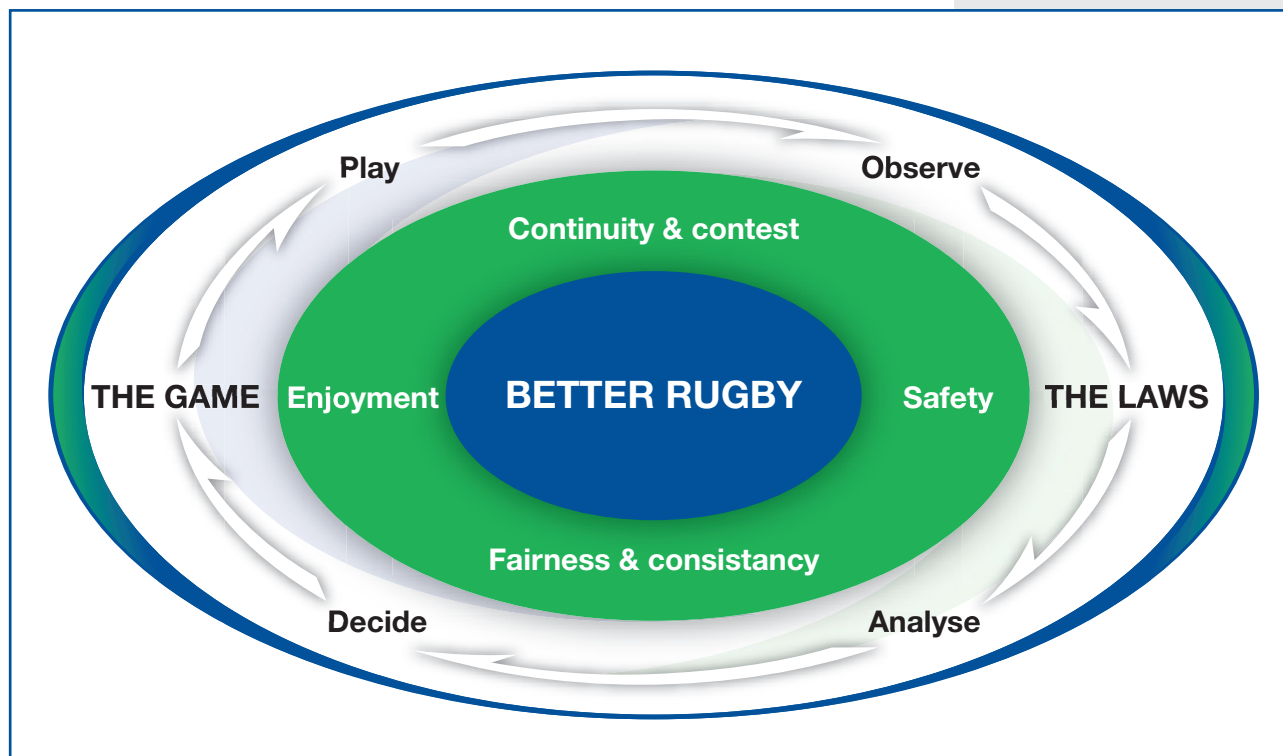 Play
Observe
Continuity & contest
THE GAME
Enjoyment
BETTER RUGBY
Safety
THE LAWS
Fairness & consistancy
Decide
Analyse